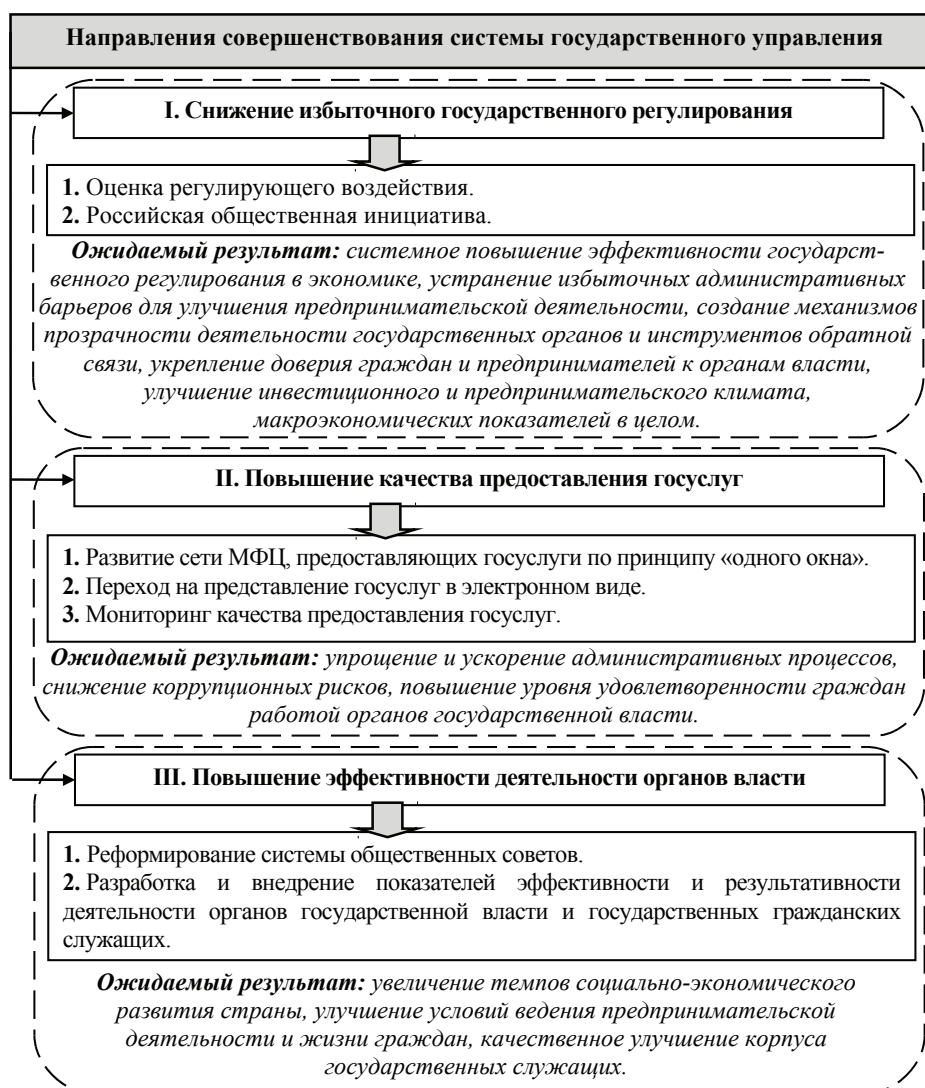 Направления совершенствования системы государственного управления
I. Снижение избыточного государственного регулирования
1. Оценка регулирующего воздействия.
2. Российская общественная инициатива.
Ожидаемый результат: системное повышение эффективности государст-
венного регулирования в экономике, устранение избыточных административных
барьеров для улучшения предпринимательской деятельности, создание механизмов
прозрачности деятельности государственных органов и инструментов обратной
связи, укрепление доверия граждан и предпринимателей к органам власти,
улучшение инвестиционного и предпринимательского климата,
макроэкономических показателей в целом.
II. Повышение качества предоставления госуслуг
1. Развитие сети МФЦ, предоставляющих госуслуги по принципу «одного окна».
2. Переход на представление госуслуг в электронном виде.
3. Мониторинг качества предоставления госуслуг.
Ожидаемый результат: упрощение и ускорение административных процессов,
снижение коррупционных рисков, повышение уровня удовлетворенности граждан
работой органов государственной власти.
III. Повышение эффективности деятельности органов власти
1. Реформирование системы общественных советов.
2. Разработка и внедрение показателей эффективности и результативности
деятельности органов государственной власти и государственных гражданских
служащих.
Ожидаемый результат: увеличение темпов социально-экономического
развития страны, улучшение условий ведения предпринимательской
деятельности и жизни граждан, качественное улучшение корпуса
государственных служащих.